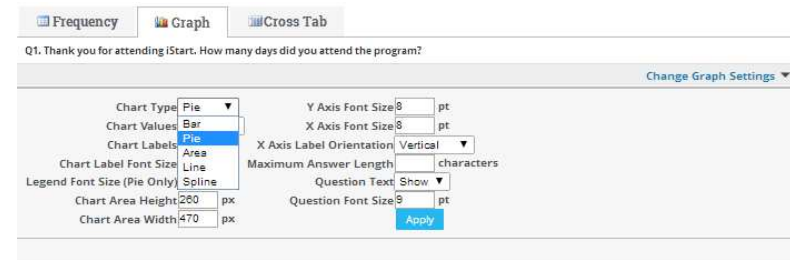 Frequency Graph Cross Tab
Q1. Thank you for attending iStart. How many days did you attend the program?
Change Graph Settings
Chart Type Pie Y Axis Font Size 8 pt
Chart Values X Axis Font Size 8 pt
Chart Labels X Axis Label Orientation Vertical
Chart Label Font Size Maximum Answer Length characters
Legend Font Size (Pie Only) Question Text Show
Chart Area Height 260 px Question Font Size 9 pt
Chart Area Width 470 px Apply
Bar
Pie
Area
Line
Spline